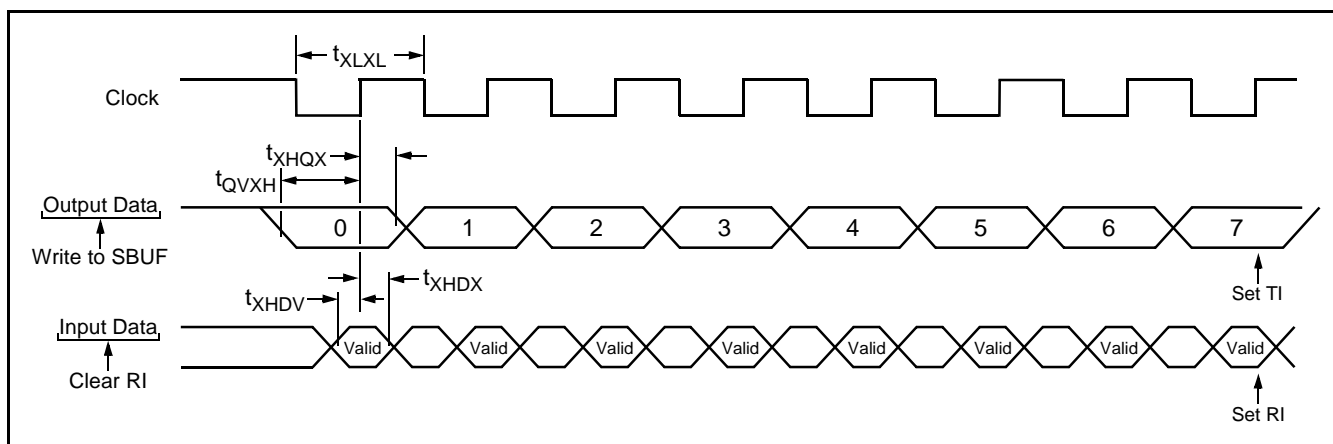 tXLXL
Clock
tXHQX
tQVXH
Output Data
0 1 2 3 4 5 6 7
Write to SBUF
tXHDX
Set TI
tXHDV
Input Data
Valid Valid Valid Valid Valid Valid Valid Valid
Clear RI
Set RI